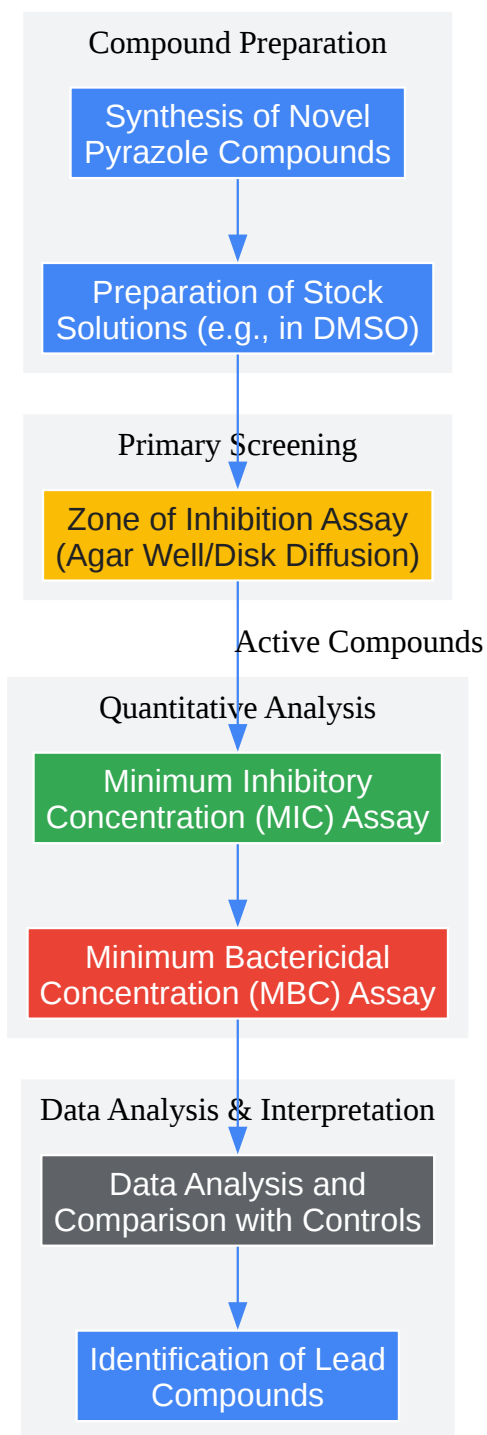 Compound Preparation
Synthesis of Novel
Pyrazole Compounds
Preparation of Stock
Solutions (e.g., in DMSO)
Primary Screening
Zone of Inhibition Assay
(Agar Well/Disk Diffusion)
Active Compounds
Quantitative Analysis
Minimum Inhibitory
Concentration (MIC) Assay
Minimum Bactericidal
Concentration (MBC) Assay
Data Analysis & Interpretation
Data Analysis and
Comparison with Controls
Identification of Lead
Compounds